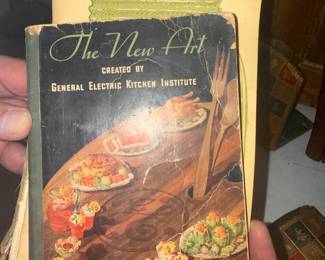 The New Art
CREATED BY
GENERAL ELECTRIC KITCHEN INSTITUTE